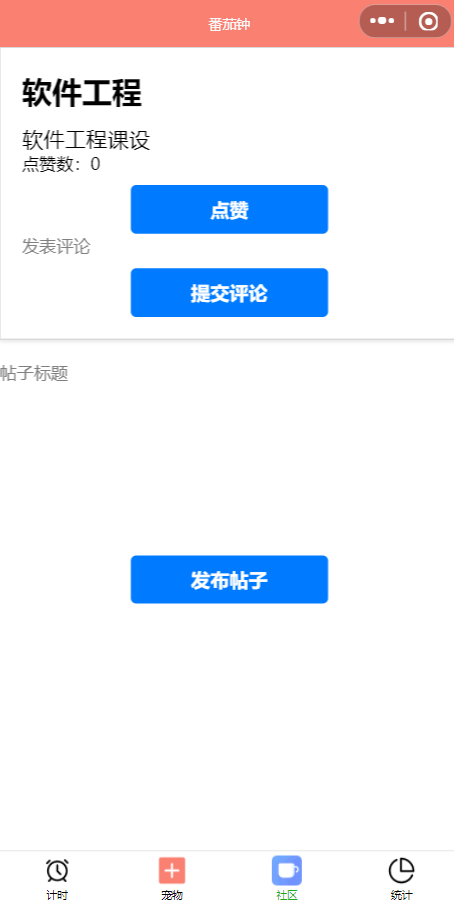 番茄钟
软件工程
软件工程课设
点赞数：0
点赞
发表评论
提交评论
帖子标题
发布帖子
计时
宠物
社区
统计